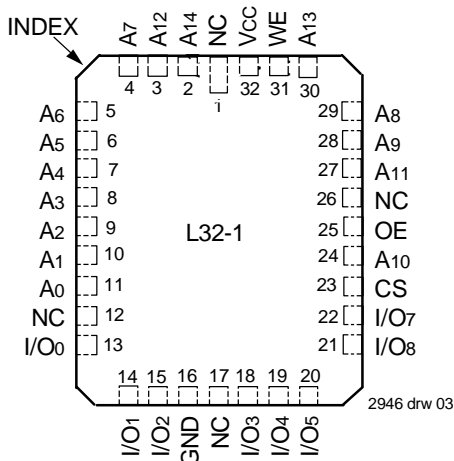 INDEX
A7 A12 A14 NC VCC WE A13
4 3 2 1 32 31 30
A6 5 29 A8
A5 6 28 A9
A4 7 27 A11
A3 8 26 NC
A2 9 L32-1 25 OE
A1 10 24 A10
A0 11 23 CS
NC 12 22 I/O7
I/O0 13 21 I/O8
14 15 16 17 18 19 20
I/O1 I/O2 GND NC I/O3 I/O4 I/O5
2946 drw 03